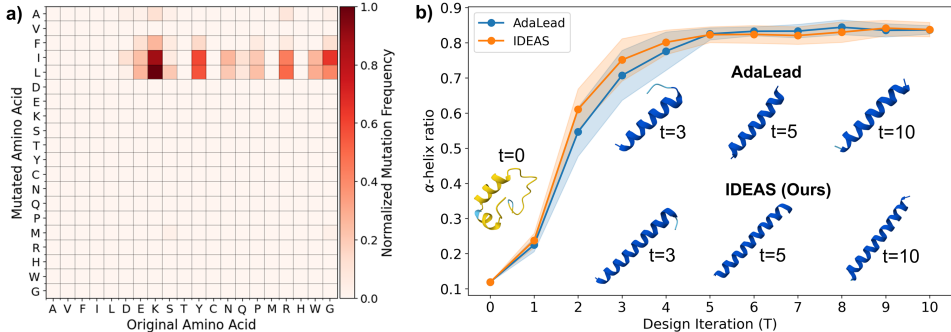 a)
Mutated Amino Acid
A
V
F
I
L
D
E
K
S
T
Y
C
N
Q
P
M
R
H
W
G
A V F I L D E K S T Y C N Q P M R H W G
Original Amino Acid
1.0
0.8
0.6
0.4
0.2
0.0
Normalized Mutation Frequency
b)
α-helix ratio
0.9
0.8
0.7
0.6
0.5
0.4
0.3
0.2
0.1
AdaLead
IDEAS
t=0
AdaLead
t=3
t=5
t=10
IDEAS (Ours)
t=3
t=5
t=10
0 1 2 3 4 5 6 7 8 9 10
Design Iteration (T)